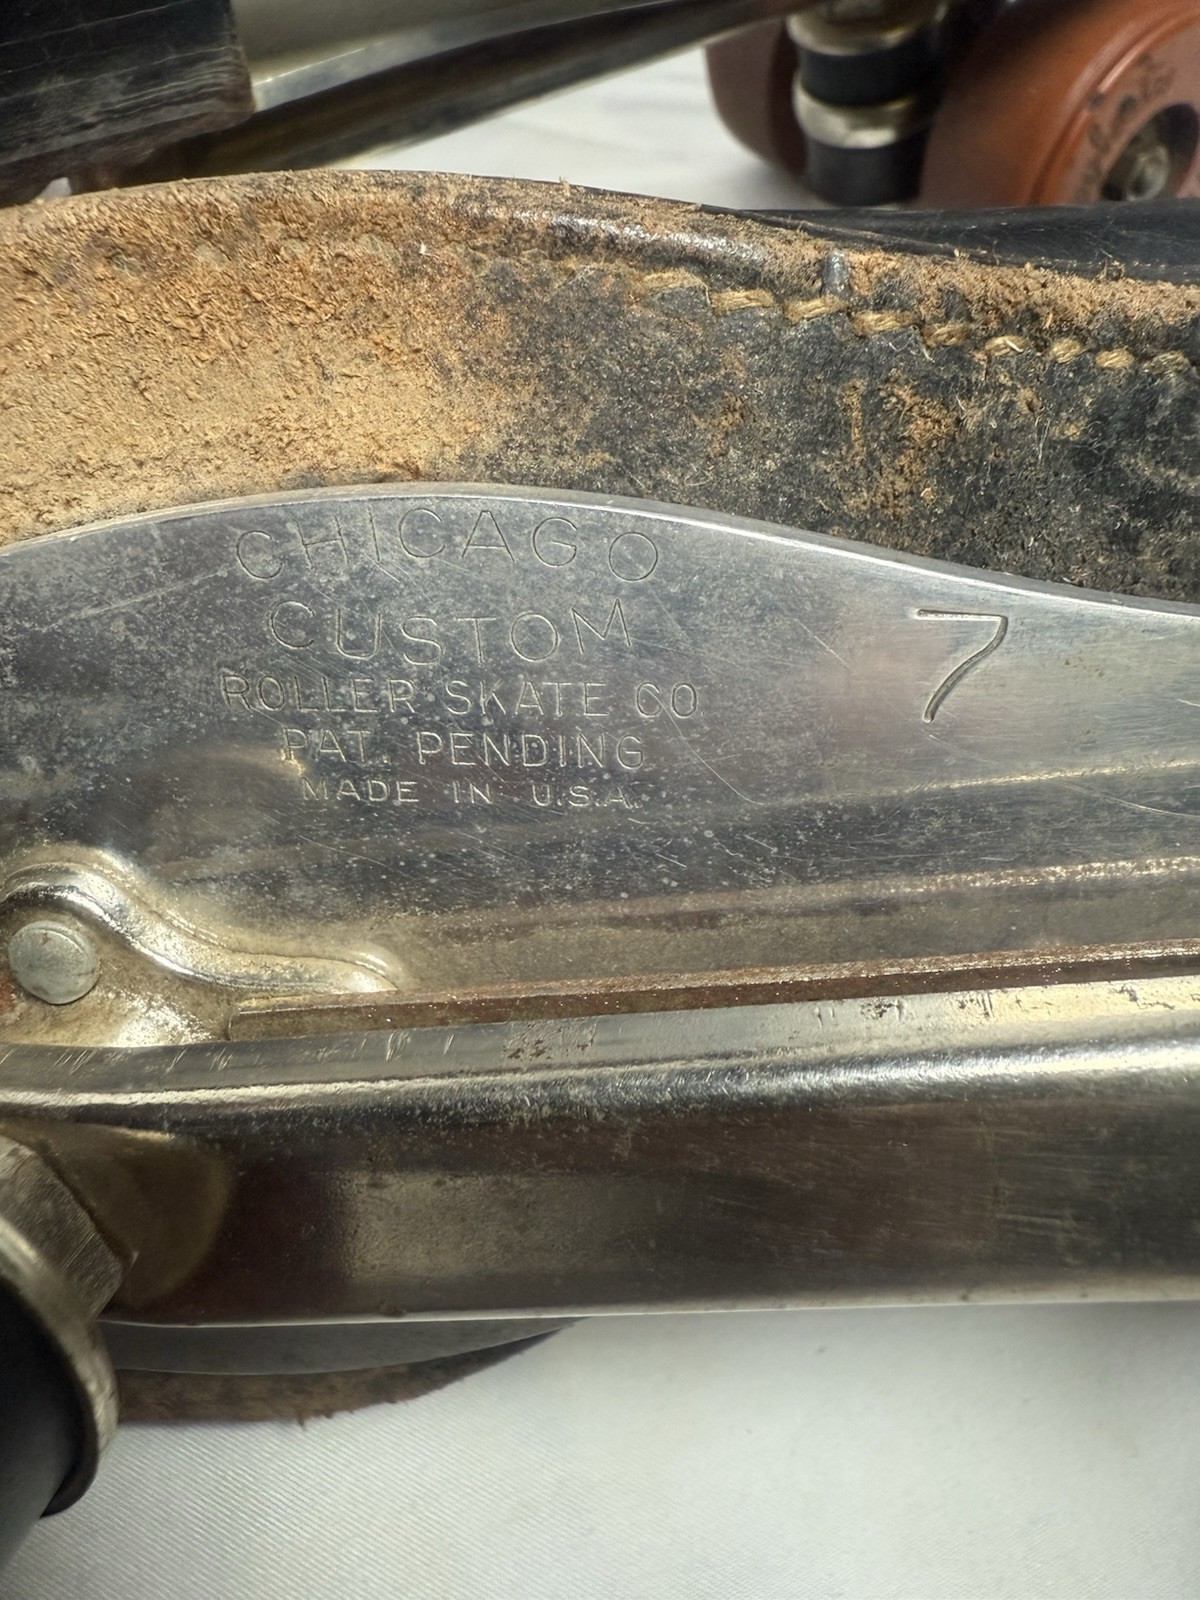 CHICAGO
CUSTOM
ROLLER SKATE CO
PAT. PENDING
MADE IN U.S.A.
7